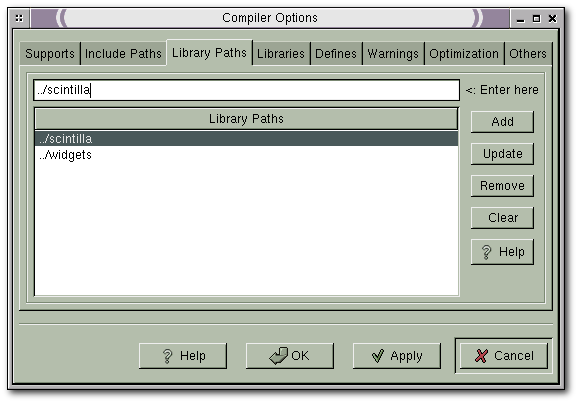 Compiler Options
Supports Include Paths Library Paths Libraries Defines Warnings Optimization Others
../scintilla <: Enter here
Library Paths
../scintilla
../widgets
Add
Update
Remove
Clear
? Help
? Help OK Apply Cancel